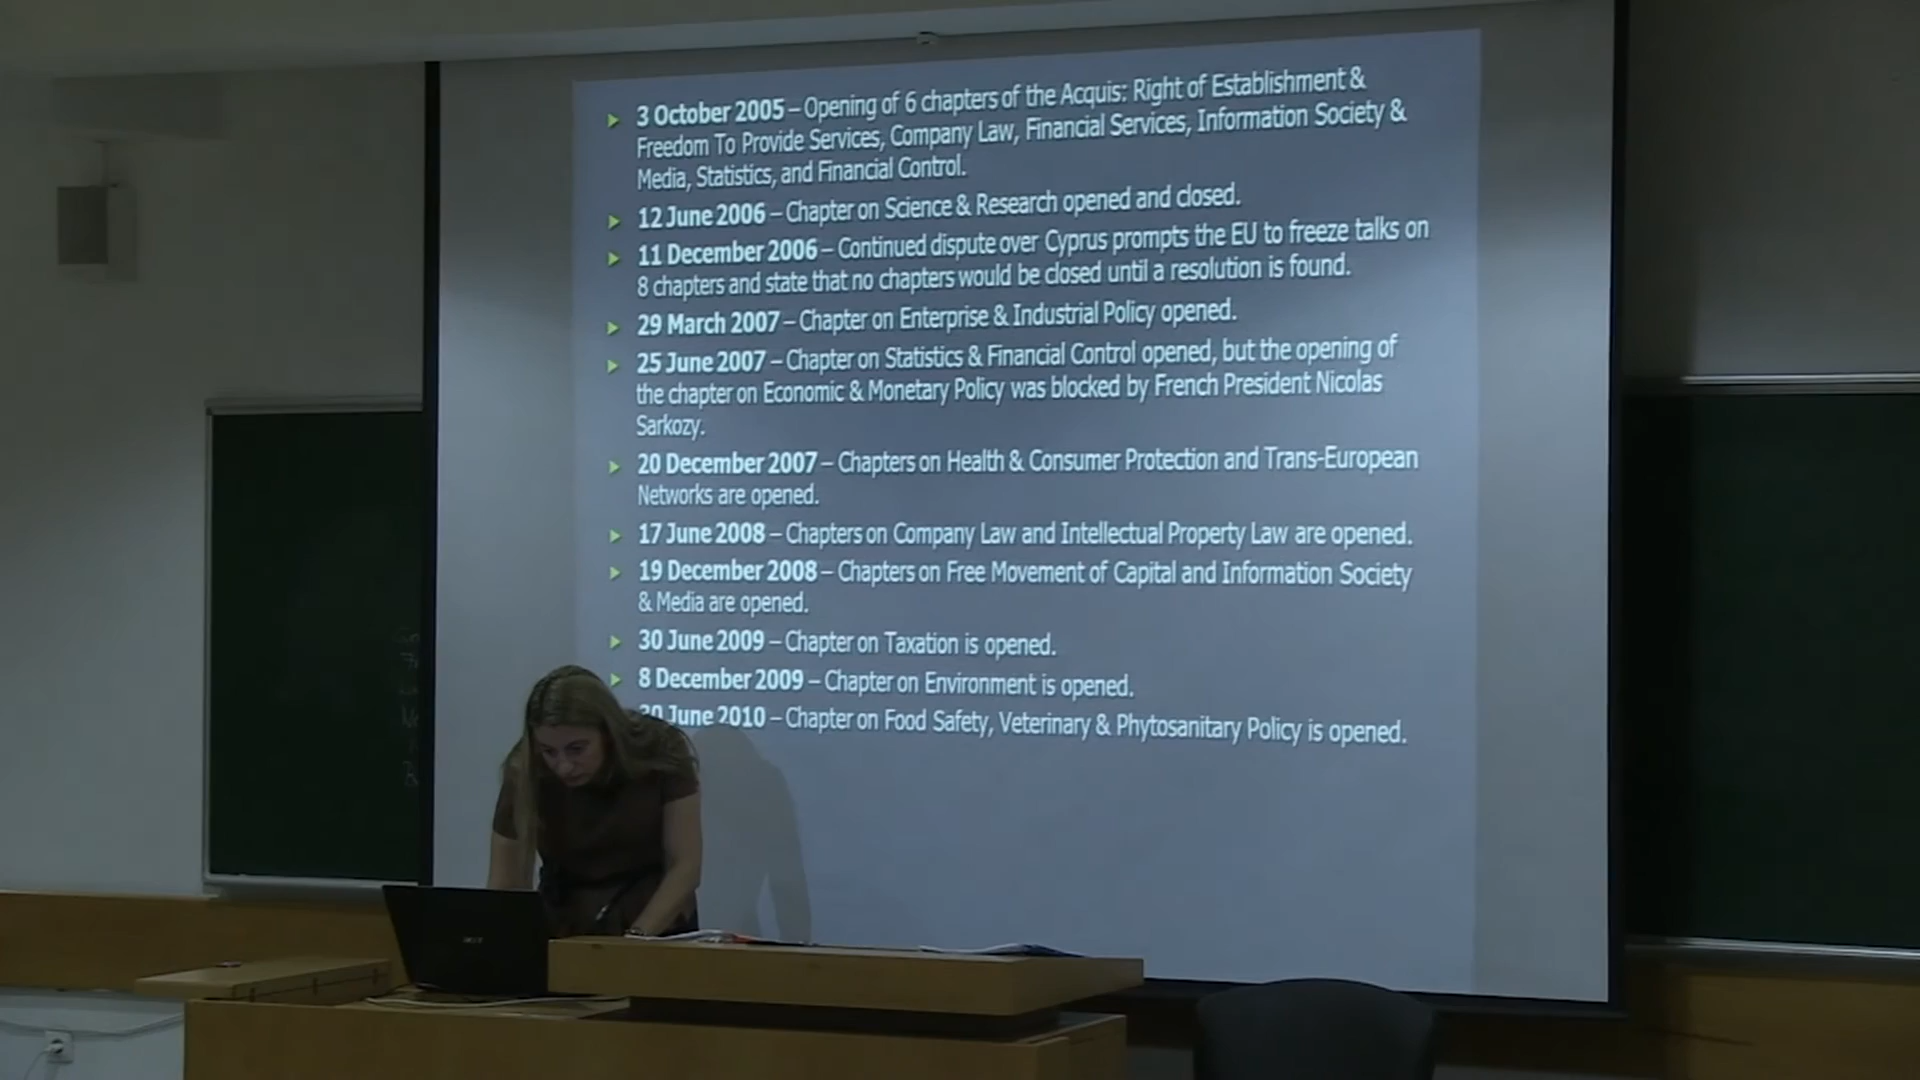 3 October 2005 – Opening of 6 chapters of the Acquis: Right of Establishment &
Freedom To Provide Services, Company Law, Financial Services, Information Society &
Media, Statistics, and Financial Control.
12 June 2006 – Chapter on Science & Research opened and closed.
11 December 2006 – Continued dispute over Cyprus prompts the EU to freeze talks on
8 chapters and state that no chapters would be closed until a resolution is found.
29 March 2007 – Chapter on Enterprise & Industrial Policy opened.
25 June 2007 – Chapter on Statistics & Financial Control opened, but the opening of
the chapter on Economic & Monetary Policy was blocked by French President Nicolas
Sarkozy.
20 December 2007 – Chapters on Health & Consumer Protection and Trans-European
Networks are opened.
17 June 2008 – Chapters on Company Law and Intellectual Property Law are opened.
19 December 2008 – Chapters on Free Movement of Capital and Information Society
& Media are opened.
30 June 2009 – Chapter on Taxation is opened.
8 December 2009 – Chapter on Environment is opened.
30 June 2010 – Chapter on Food Safety, Veterinary & Phytosanitary Policy is opened.
acer